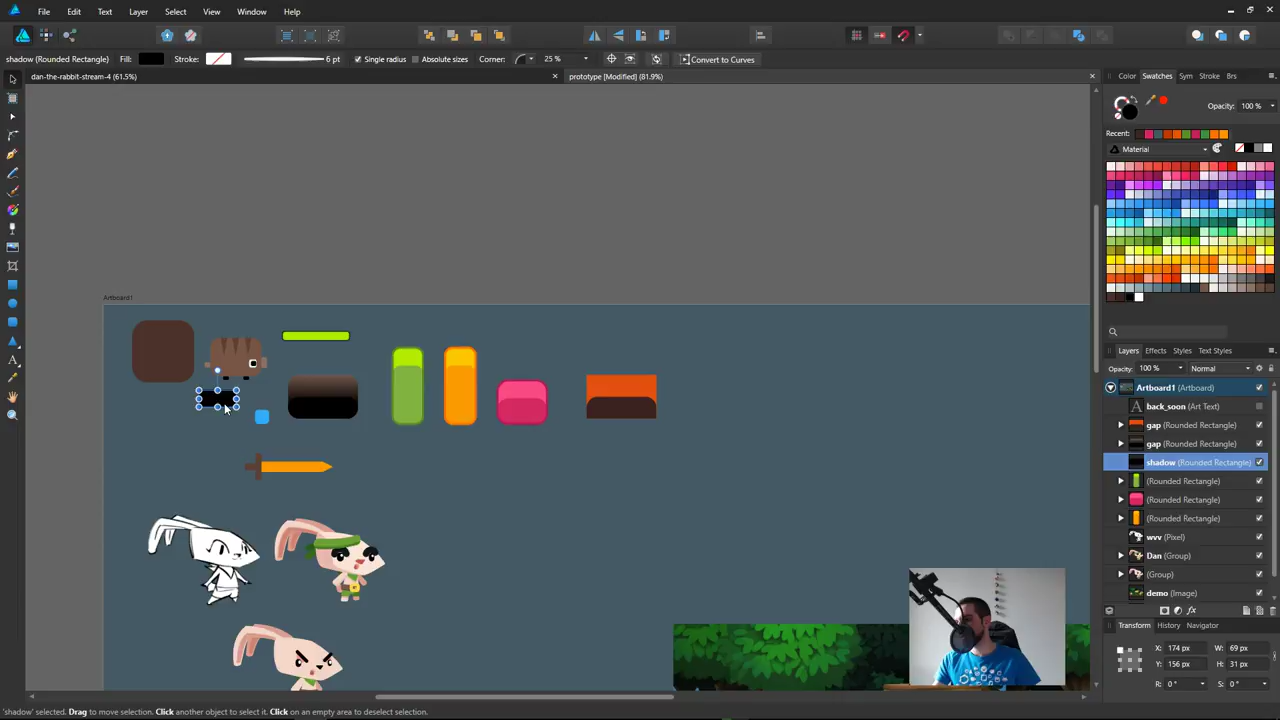 File Edit Text Layer Select View Window Help
shadow (Rounded Rectangle) Fill: Stroke: 6 pt Single radius Absolute sizes Corner: 25 % Convert to Curves
dan-the-rabbit-stream-4 (61.5%) prototype [Modified] (81.9%)
Color Swatches Sym Stroke Brs
Opacity: 100 %
Recent:
Material
Artboard1
Layers Effects Styles Text Styles
Opacity: 100 % Normal
Artboard1 (Artboard)
back_soon (Art Text)
gap (Rounded Rectangle)
gap (Rounded Rectangle)
shadow (Rounded Rectangle)
(Rounded Rectangle)
(Rounded Rectangle)
(Rounded Rectangle)
wvv (Pixel)
Dan (Group)
(Group)
demo (Image)
Transform History Navigator
X: 174 px W: 69 px
Y: 156 px H: 31 px
R: 0 ° S: 0 °
'shadow' selected. Drag to move selection. Click another object to select it. Click on an empty area to deselect selection.